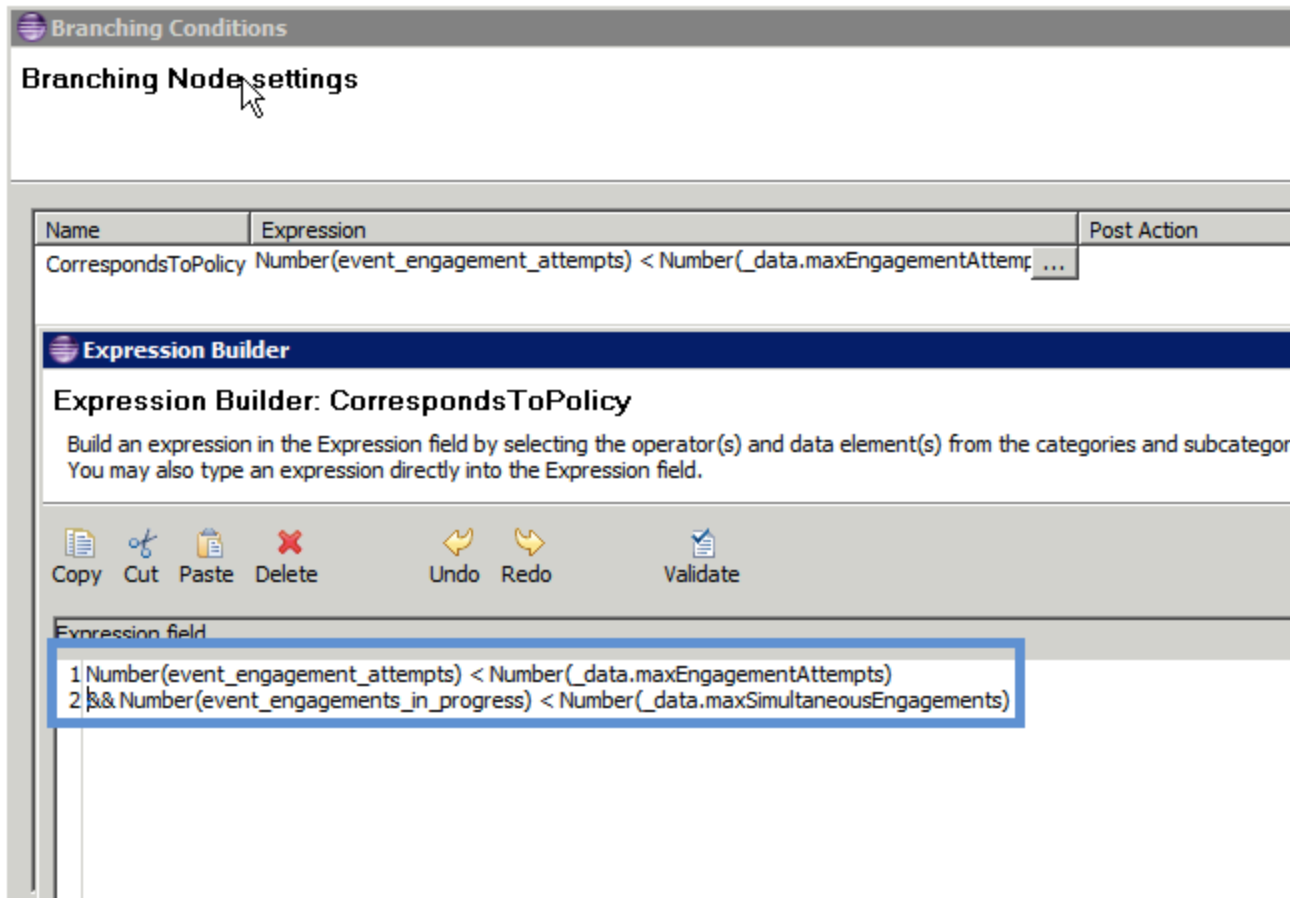 Branching Conditions
Branching Node settings
Name Expression Post Action
CorrespondsToPolicy Number(event_engagement_attempts) < Number(_data.maxEngagementAttemp ...
Expression Builder
Expression Builder: CorrespondsToPolicy
Build an expression in the Expression field by selecting the operator(s) and data element(s) from the categories and subcategor
You may also type an expression directly into the Expression field.
Copy Cut Paste Delete Undo Redo Validate
Expression field
1 Number(event_engagement_attempts) < Number(_data.maxEngagementAttempts)
2 && Number(event_engagements_in_progress) < Number(_data.maxSimultaneousEngagements)